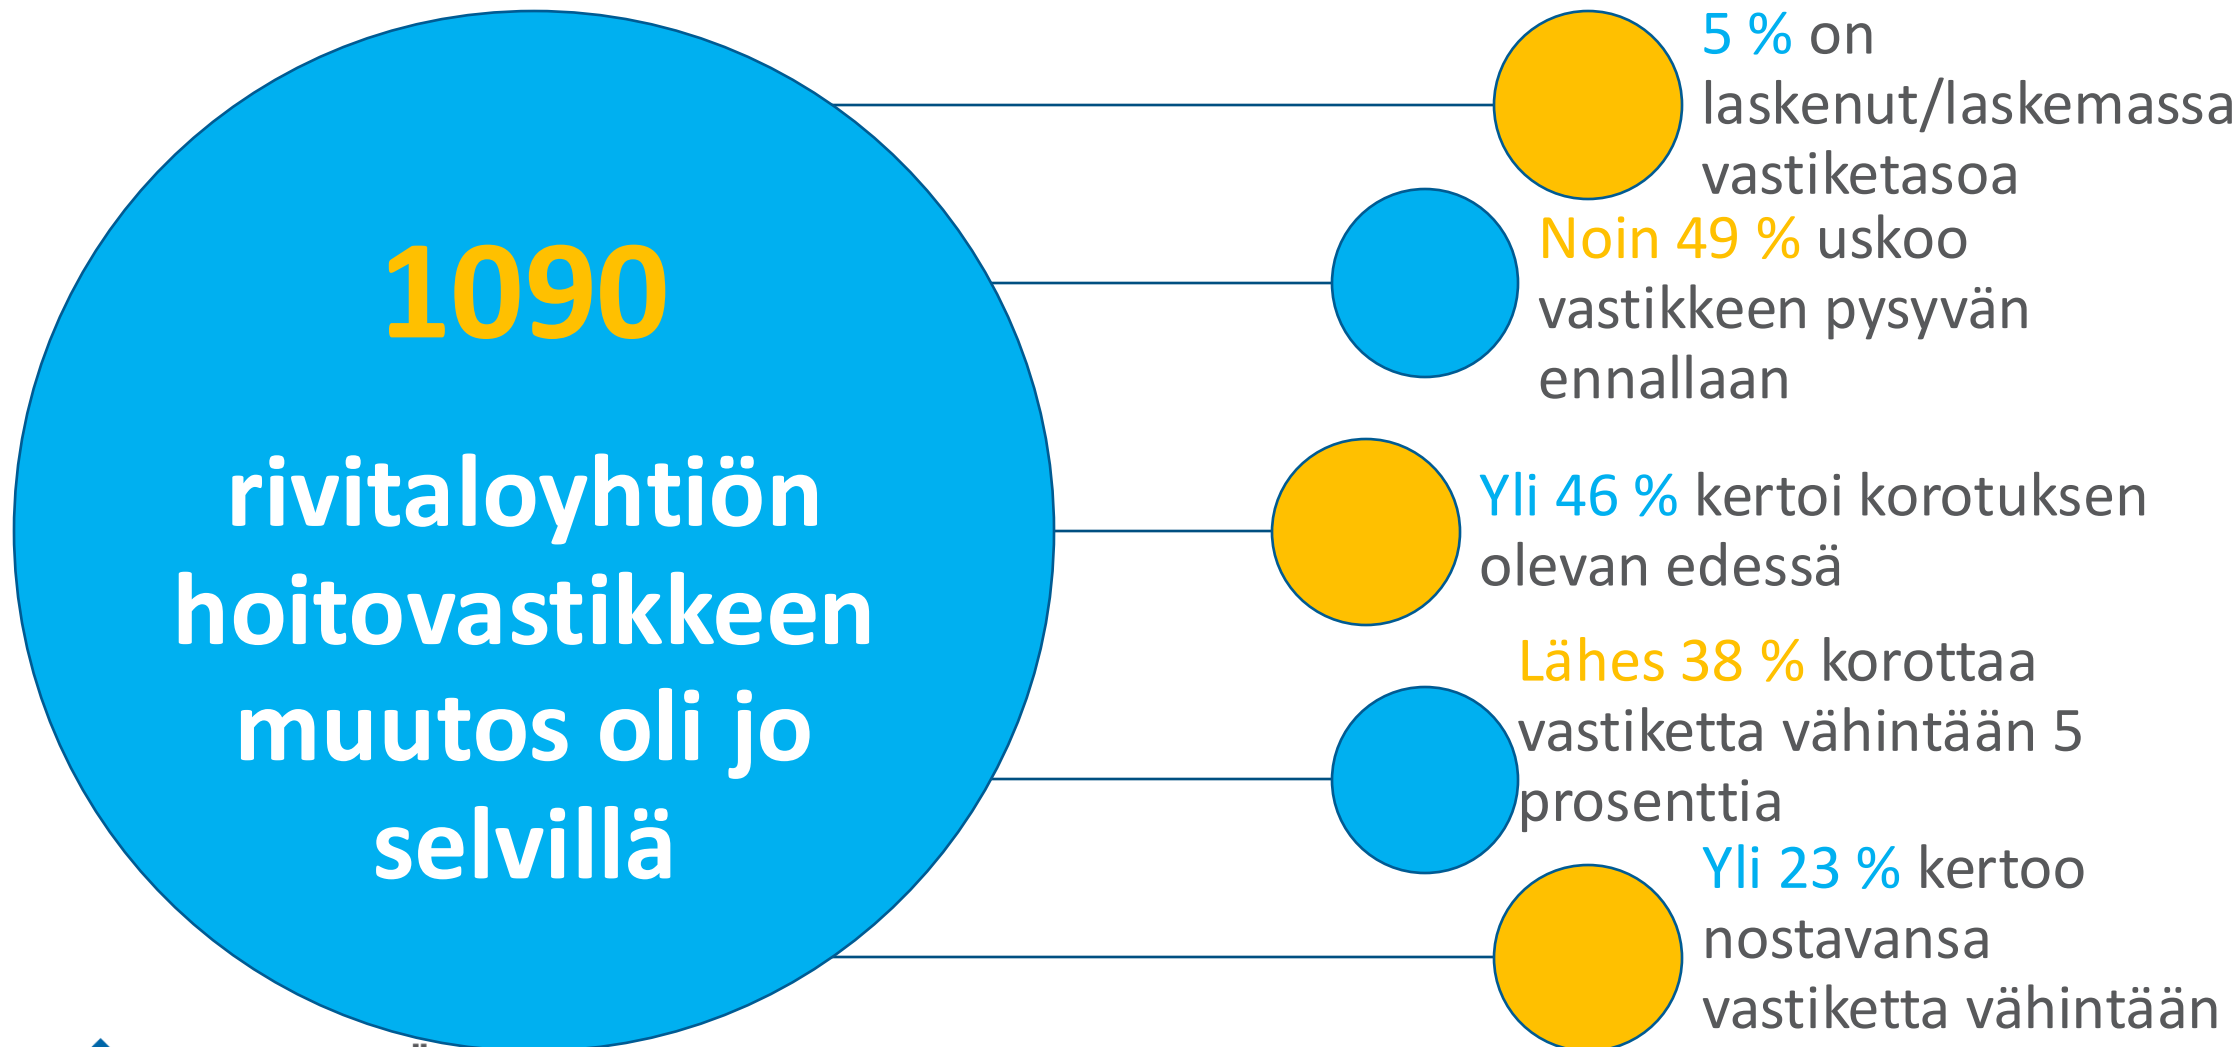 1090
rivitaloyhtiön
hoitovastikkeen
muutos oli jo
selvillä
5 % on
laskenut/laskemassa
vastiketasoa
Noin 49 % uskoo
vastikkeen pysyvän
ennallaan
Yli 46 % kertoi korotuksen
olevan edessä
Lähes 38 % korottaa
vastiketta vähintään 5
prosenttia
Yli 23 % kertoo
nostavansa
vastiketta vähintään